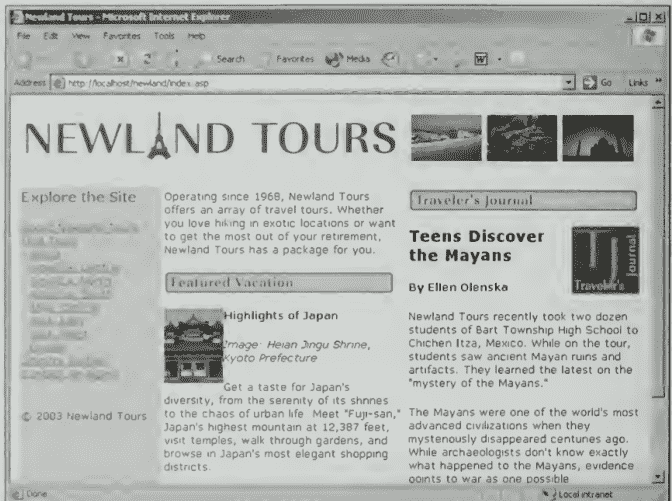 Newland Tours - Microsoft Internet Explorer
File Edit View Favorites Tools Help
Search Favorites Media
Address http://localhost/newland/index.asp Go Links
NEWLAND TOURS
Explore the Site
© 2003 Newland Tours
Operating since 1968, Newland Tours
offers an array of travel tours. Whether
you love hiking in exotic locations or want
to get the most out of your retirement,
Newland Tours has a package for you.
Featured Vacation
Highlights of Japan
Image: Heian Jingu Shrine,
Kyoto Prefecture
Get a taste for Japan's
diversity, from the serenity of its shrines
to the chaos of urban life Meet "Fuji-san,"
Japan's highest mountain at 12,387 feet,
visit temples, walk through gardens, and
browse in Japan's most elegant shopping
districts.
Traveler's Journal
Teens Discover
the Mayans
TJ
Journal
Traveler's
By Ellen Olenska
Newland Tours recently took two dozen
students of Bart Township High School to
Chichen Itza, Mexico. While on the tour,
students saw ancient Mayan runs and
artifacts. They learned the latest on the
"mystery of the Mayans."
The Mayans were one of the world's most
advanced civilizations when they
mysteriously disappeared centuries ago.
While archaeologists don't know exactly
what happened to the Mayans, evidence
points to war as one possible
Done
Local intranet